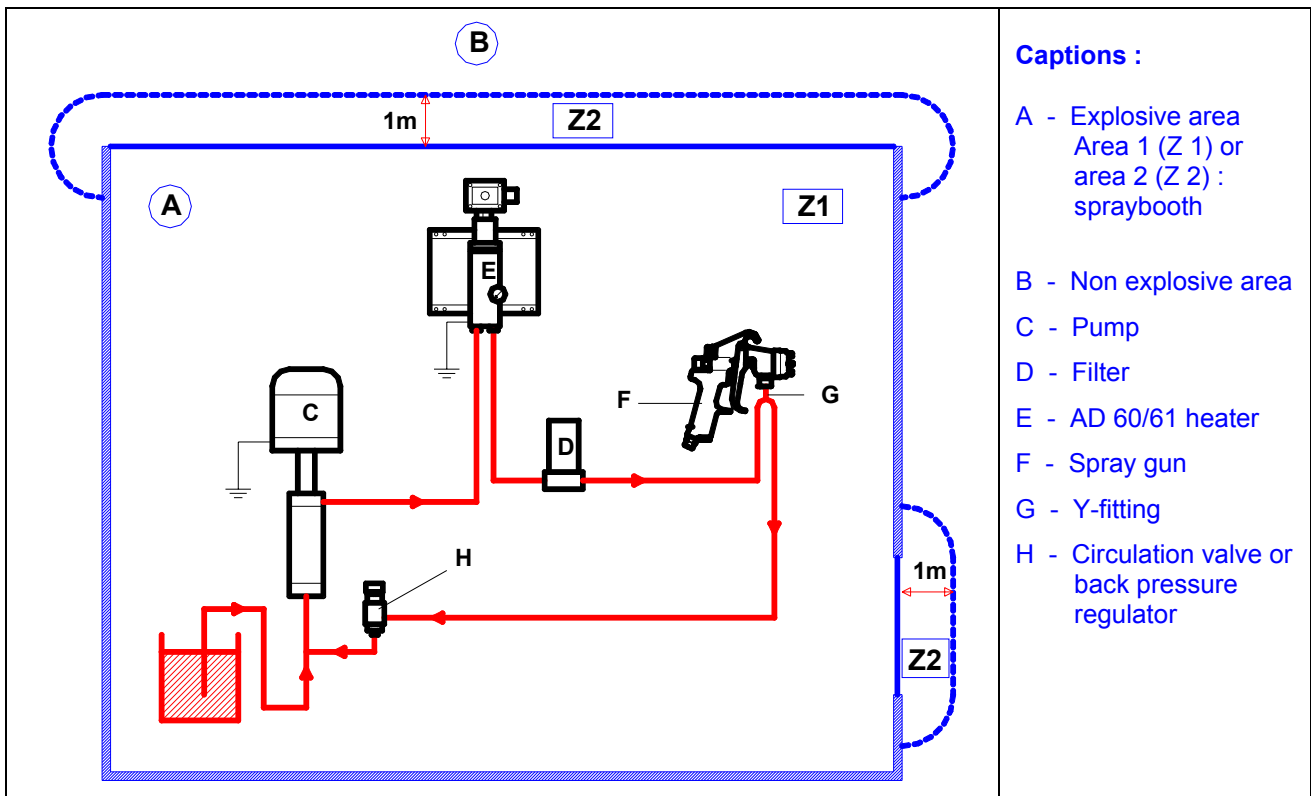 B
1m
Z2
A
Z1
E
C
F
G
D
H
1m
Z2
Captions :
A - Explosive area
Area 1 (Z 1) or
area 2 (Z 2) :
spraybooth
B - Non explosive area
C - Pump
D - Filter
E - AD 60/61 heater
F - Spray gun
G - Y-fitting
H - Circulation valve or
back pressure
regulator